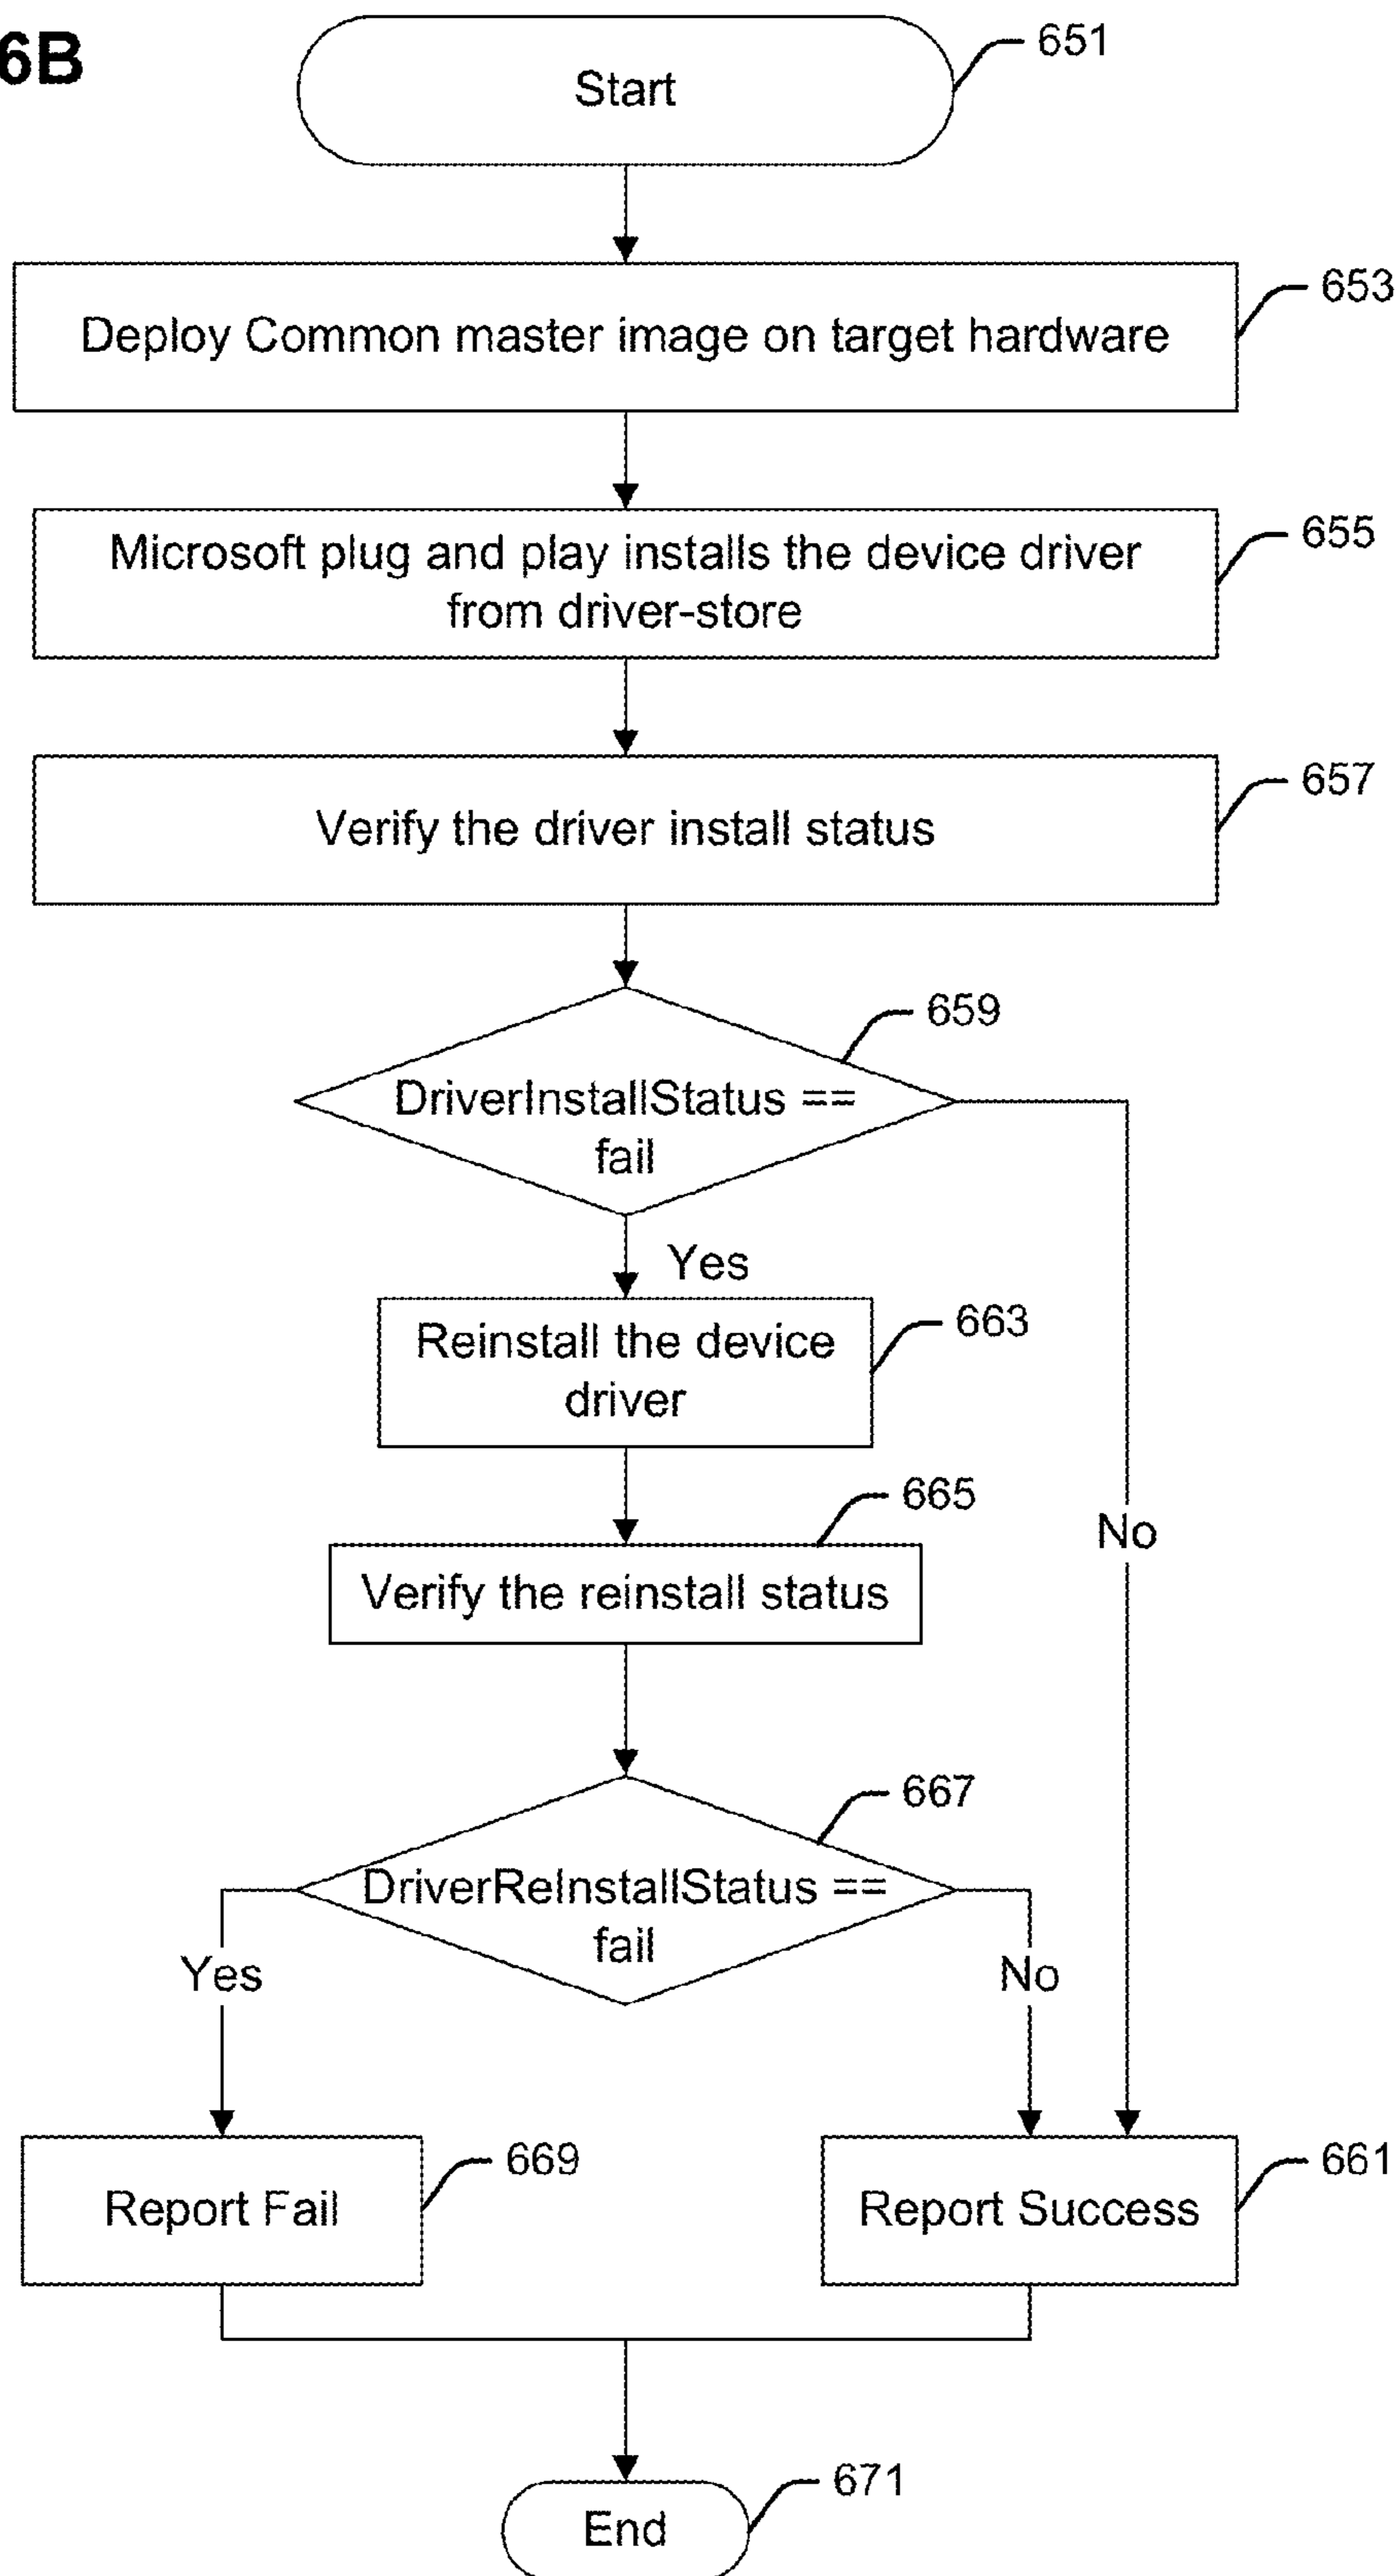 6B
Start
651
Deploy Common master image on target hardware
653
Microsoft plug and play installs the device driver
from driver-store
655
Verify the driver install status
657
DriverInstallStatus ==
fail
659
Yes
Reinstall the device
driver
663
No
Verify the reinstall status
665
DriverReInstallStatus ==
fail
667
Yes
No
Report Fail
669
Report Success
661
End
671